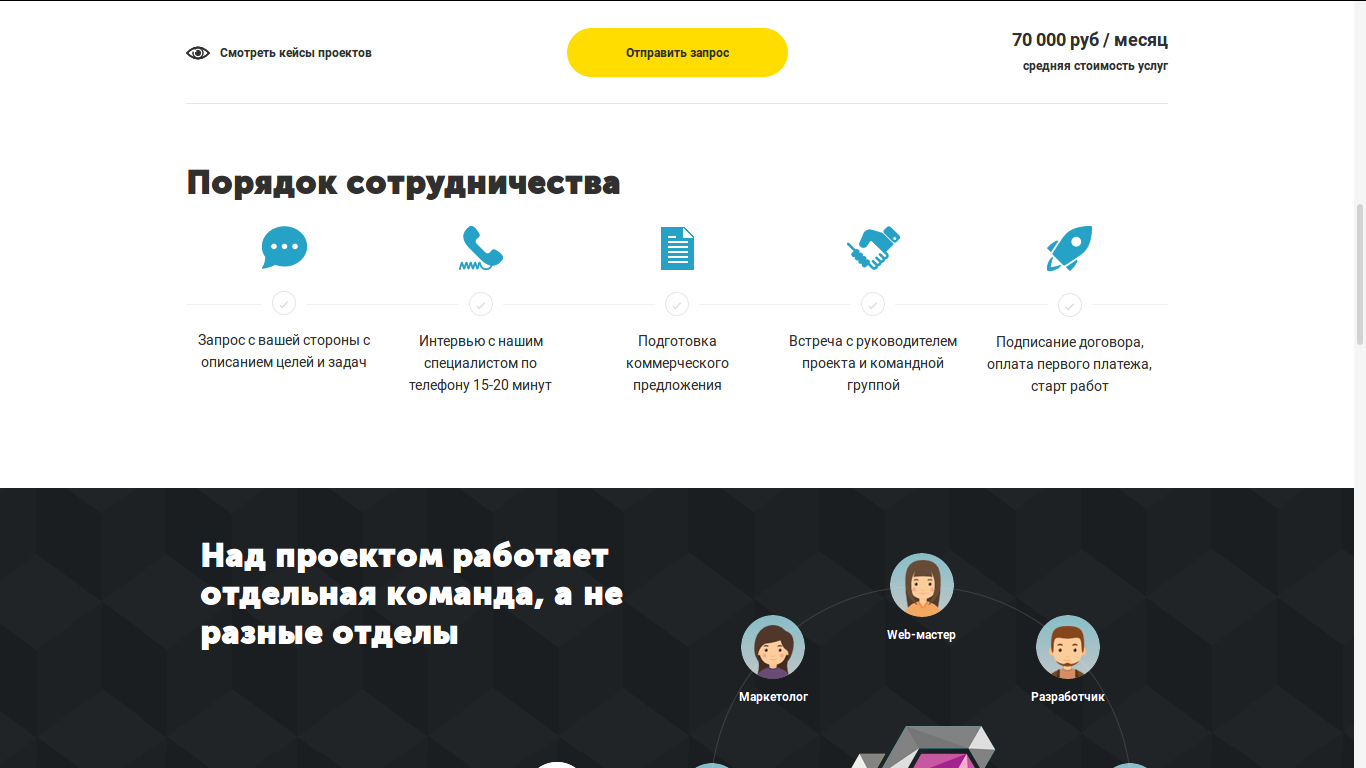 Смотреть кейсы проектов
Отправить запрос
70 000 руб / месяц
средняя стоимость услуг
Порядок сотрудничества
Запрос с вашей стороны с
описанием целей и задач
Интервью с нашим
специалистом по
телефону 15-20 минут
Подготовка
коммерческого
предложения
Встреча с руководителем
проекта и командной
группой
Подписание договора,
оплата первого платежа,
старт работ
Над проектом работает
отдельная команда, а не
разные отделы
Web-мастер
Маркетолог
Разработчик